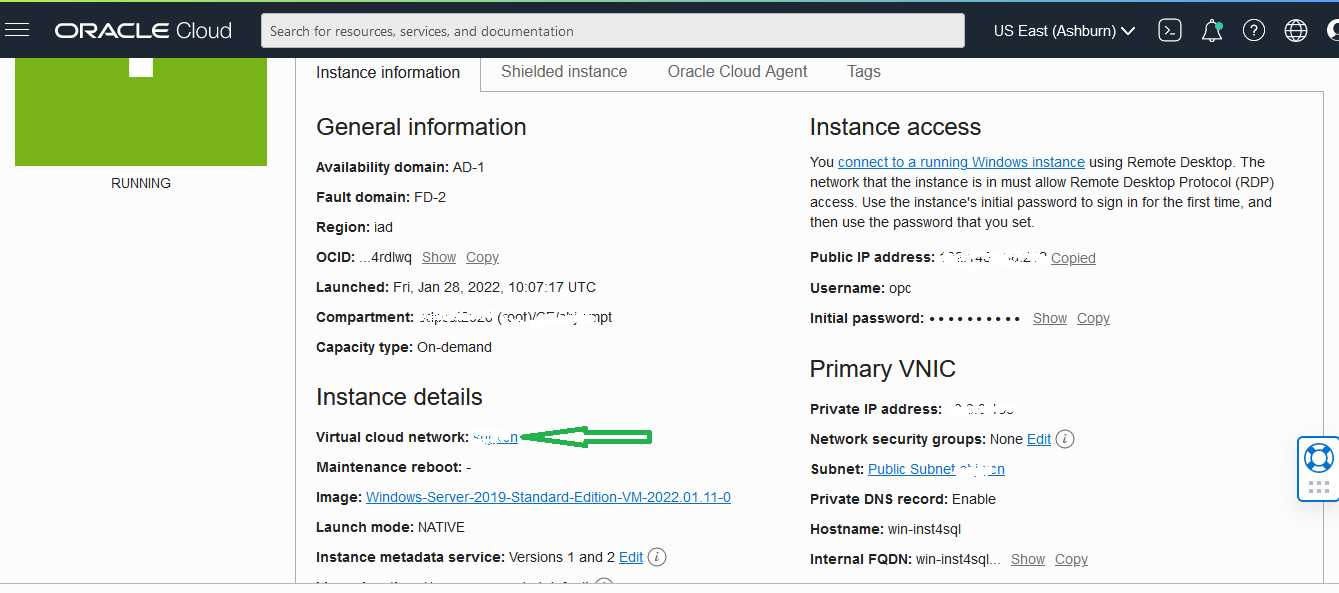 ORACLE Cloud
Search for resources, services, and documentation
US East (Ashburn)
Instance information
Shielded instance
Oracle Cloud Agent
Tags
RUNNING
General information
Availability domain: AD-1
Fault domain: FD-2
Region: iad
OCID: ...4rdlwq Show Copy
Launched: Fri, Jan 28, 2022, 10:07:17 UTC
Compartment: (root)/
Capacity type: On-demand
Instance details
Virtual cloud network:
Maintenance reboot: -
Image: Windows-Server-2019-Standard-Edition-VM-2022.01.11-0
Launch mode: NATIVE
Instance metadata service: Versions 1 and 2 Edit
Instance access
You connect to a running Windows instance using Remote Desktop. The
network that the instance is in must allow Remote Desktop Protocol (RDP)
access. Use the instance's initial password to sign in for the first time, and
then use the password that you set.
Public IP address: Copied
Username: opc
Initial password: •••••••••• Show Copy
Primary VNIC
Private IP address:
Network security groups: None Edit
Subnet: Public Subnet
Private DNS record: Enable
Hostname: win-inst4sql
Internal FQDN: win-inst4sql... Show Copy